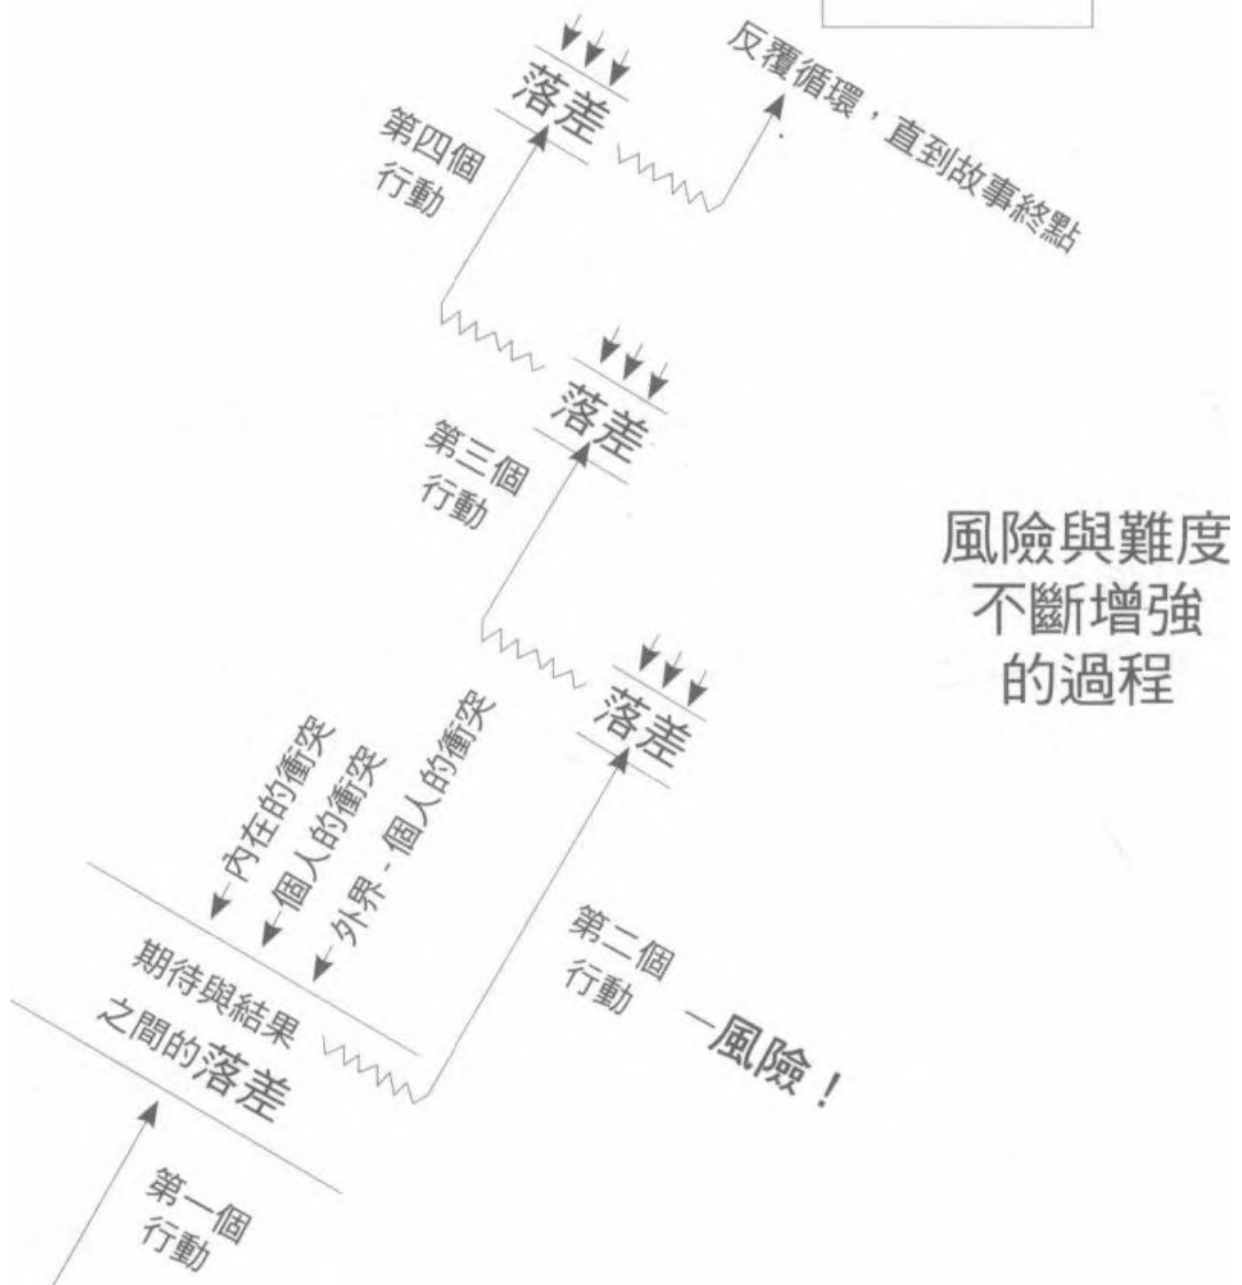 反覆循環，直到故事終點
落差
第四個
行動
落差
第三個
行動
風險與難度
不斷增強
的過程
落差
內在的衝突
個人的衝突
外界-個人的衝突
第二個
行動
—風險！
期待與結果
之間的落差
第一個
行動